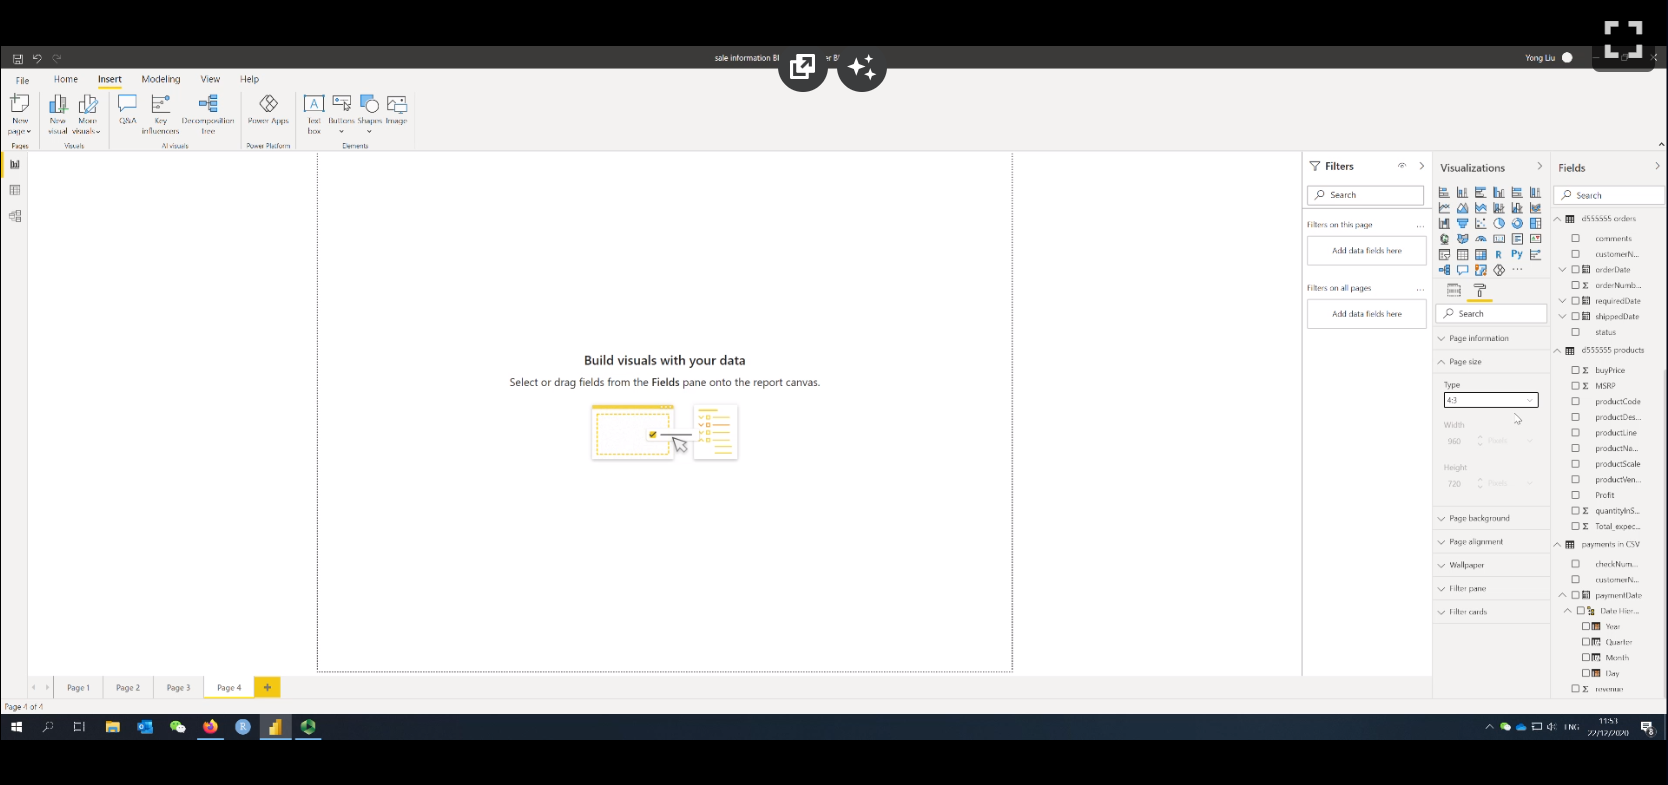 sale information BI
er B
Yong Liu
File
Home
Insert
Modeling
View
Help
New page
New visual
More visuals
Q&A
Key influencers
Decomposition tree
Power Apps
Text box
Buttons
Shapes
Image
Pages
Visuals
AI visuals
Power Platform
Elements
Build visuals with your data
Select or drag fields from the Fields pane onto the report canvas.
Filters
Search
Filters on this page
...
Add data fields here
Filters on all pages
...
Add data fields here
Visualizations
R
Py
...
Search
Page information
Page size
Type
4:3
Width
960
Pixels
Height
720
Pixels
Page background
Page alignment
Wallpaper
Filter pane
Filter cards
Fields
Search
d555555 orders
comments
customerN...
orderDate
Σ orderNumb...
requiredDate
shippedDate
status
d555555 products
Σ buyPrice
Σ MSRP
productCode
productDes...
productLine
productNa...
productScale
productVen...
Profit
Σ quantityInS...
Σ Total_expec...
payments in CSV
checkNum...
customerN...
paymentDate
Date Hier...
Year
Quarter
Month
Day
Σ revenue
Page 1
Page 2
Page 3
Page 4
+
Page 4 of 4
ENG
11:53
22/12/2020